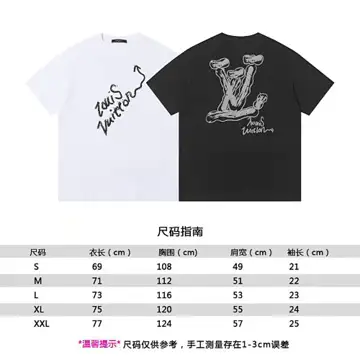 Louis
Vuitton
Louis
Vuitton
尺码指南
尺码 衣长（cm） 胸围(cm) 肩宽(cm) 袖长(cm)
S 69 108 49 21
M 71 112 51 22
L 73 116 53 23
XL 75 120 55 24
XXL 77 124 57 25
*温馨提示* 尺码仅供参考，手工测量存在1-3cm误差